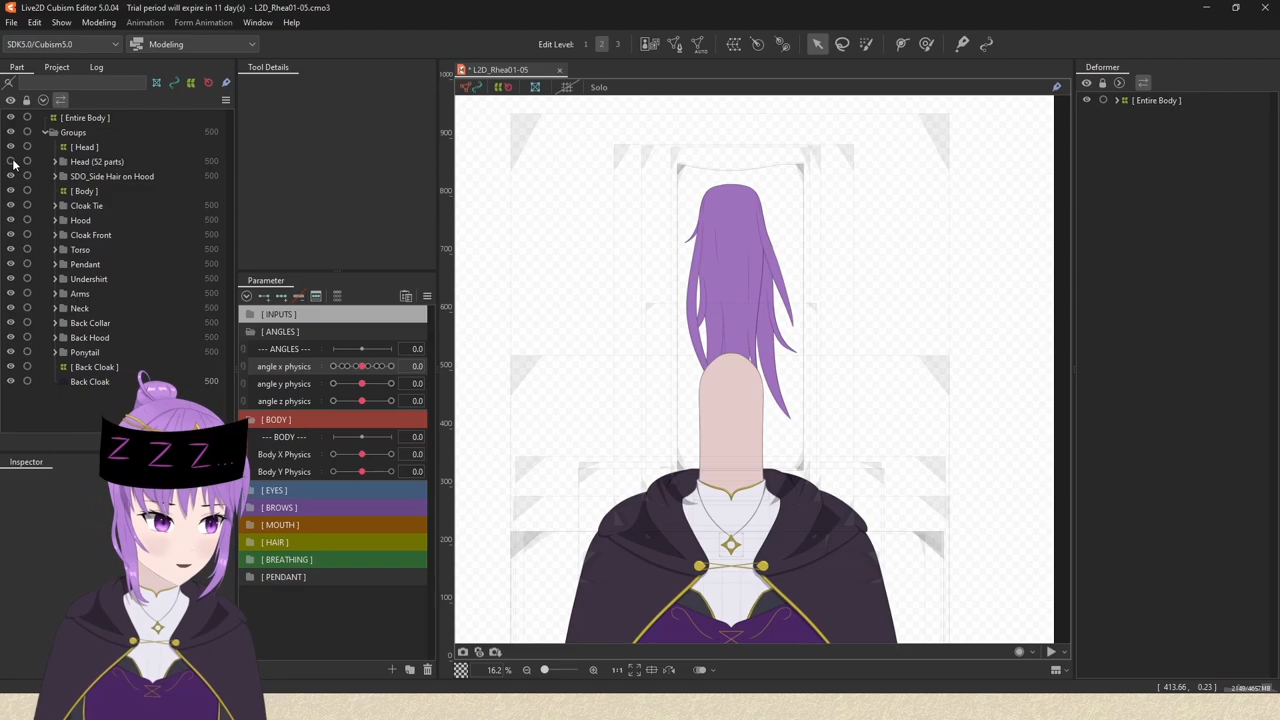 Live2D Cubism Editor 5.0.04    Trial period will expire in 11 day(s)  - L2D_Rhea01-05.cmo3
File  Edit  Show  Modeling  Animation  Form Animation  Window  Help
SDK5.0/Cubism5.0  Modeling  Edit Level:  1  2  3  AUTO
Part  Project  Log
Tool Details
* L2D_Rhea01-05
Solo
Deformer
[ Entire Body ]
[ Entire Body ]
Groups  500
[ Head ]
Head (52 parts)  500
SDO_Side Hair on Hood  500
[ Body ]
Cloak Tie  500
Hood  500
Cloak Front  500
Torso  500
Pendant  500
Undershirt  500
Arms  500
Neck  500
Back Collar  500
Back Hood  500
Ponytail  500
[ Back Cloak ]
Back Cloak  500
Inspector
Z Z Z...
Parameter
[ INPUTS ]
[ ANGLES ]
--- ANGLES ---  0.0
angle x physics  0.0
angle y physics  0.0
angle z physics  0.0
[ BODY ]
--- BODY ---  0.0
Body X Physics  0.0
Body Y Physics  0.0
[ EYES ]
[ BROWS ]
[ MOUTH ]
[ HAIR ]
[ BREATHING ]
[ PENDANT ]
900
800
700
600
500
400
300
200
100
0
16.2 %  1:1
413.66,  0.23